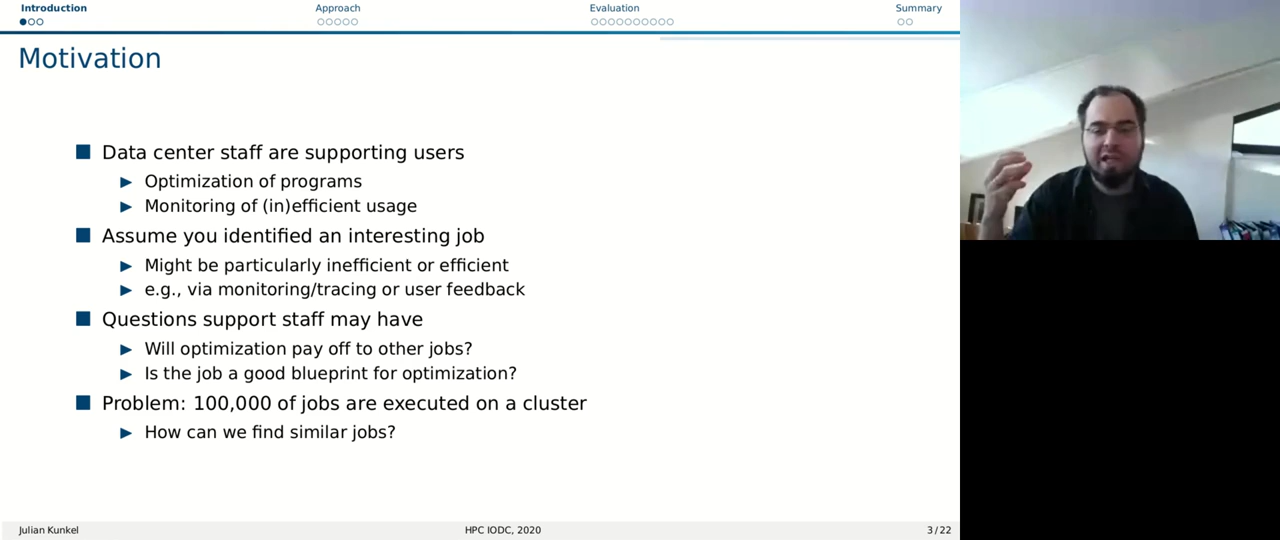 Introduction
Approach
Evaluation
Summary
Motivation
Data center staff are supporting users
Optimization of programs
Monitoring of (in)efficient usage
Assume you identified an interesting job
Might be particularly inefficient or efficient
e.g., via monitoring/tracing or user feedback
Questions support staff may have
Will optimization pay off to other jobs?
Is the job a good blueprint for optimization?
Problem: 100,000 of jobs are executed on a cluster
How can we find similar jobs?
Julian Kunkel
HPC IODC, 2020
3 / 22